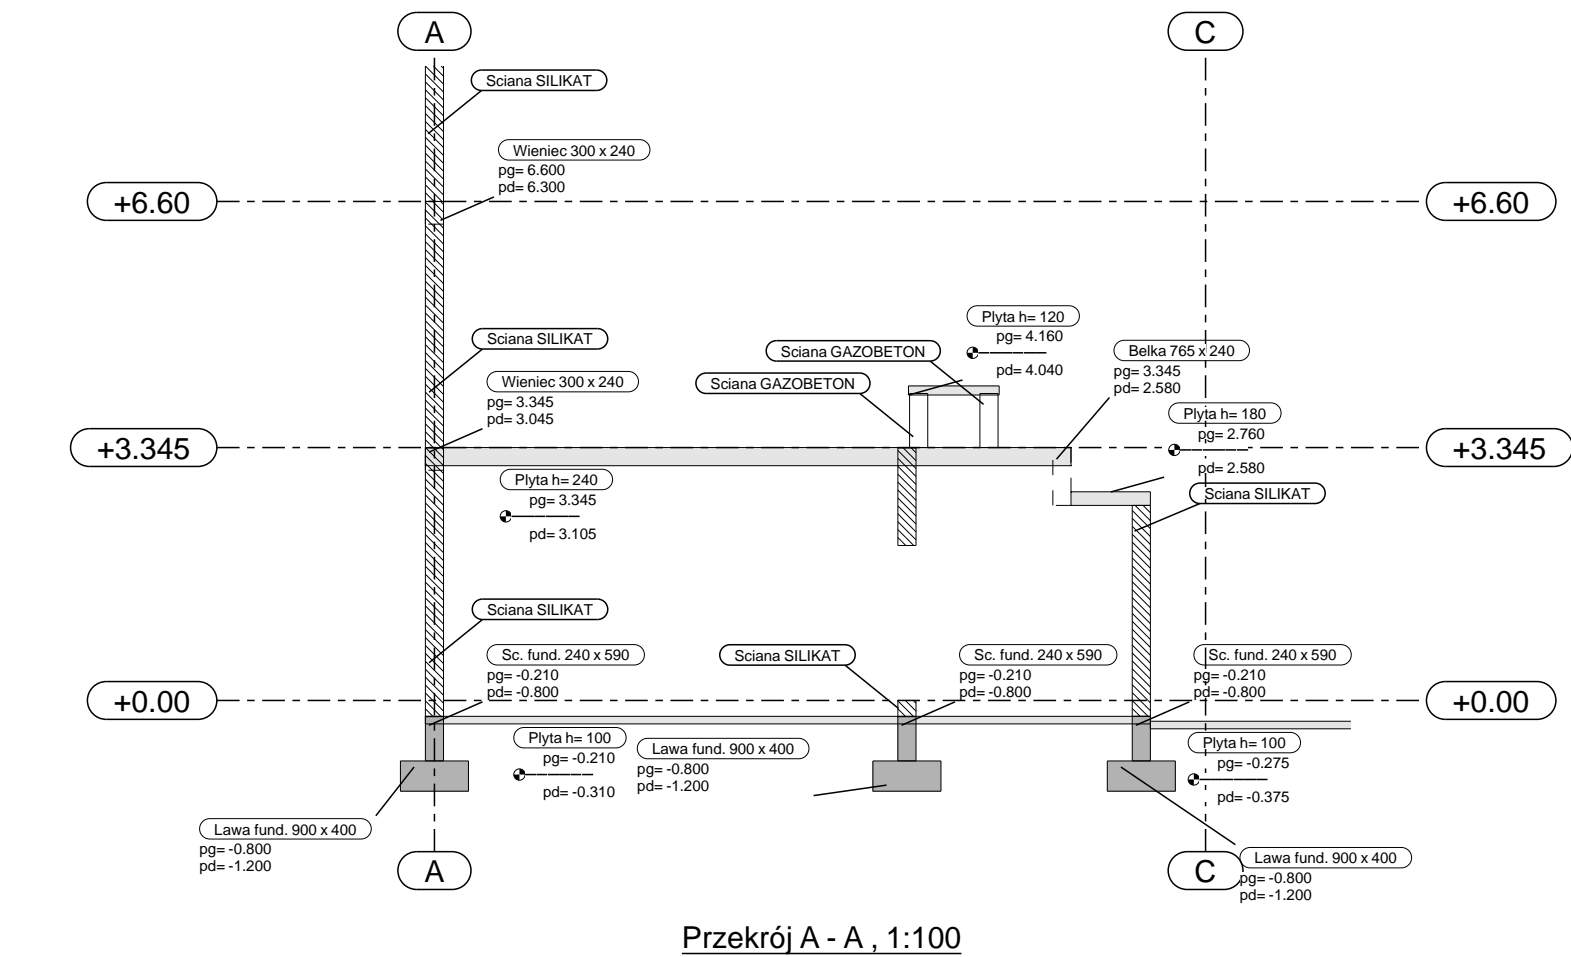 A
C
Sciana SILIKAT
Wieniec 300 x 240
pg= 6.600
pd= 6.300
+6.60
+6.60
Plyta h= 120
pg= 4.160
pd= 4.040
Sciana SILIKAT
Sciana GAZOBETON
Sciana GAZOBETON
Belka 765 x 240
pg= 3.345
pd= 2.580
Wieniec 300 x 240
pg= 3.345
pd= 3.045
Plyta h= 180
pg= 2.760
pd= 2.580
+3.345
+3.345
Plyta h= 240
pg= 3.345
pd= 3.105
Sciana SILIKAT
Sciana SILIKAT
Sc. fund. 240 x 590
pg= -0.210
pd= -0.800
Sciana SILIKAT
Sc. fund. 240 x 590
pg= -0.210
pd= -0.800
Sc. fund. 240 x 590
pg= -0.210
pd= -0.800
+0.00
+0.00
Plyta h= 100
pg= -0.210
pd= -0.310
Lawa fund. 900 x 400
pg= -0.800
pd= -1.200
Plyta h= 100
pg= -0.275
pd= -0.375
Lawa fund. 900 x 400
pg= -0.800
pd= -1.200
Lawa fund. 900 x 400
pg= -0.800
pd= -1.200
A
C
Przekrój A - A , 1:100